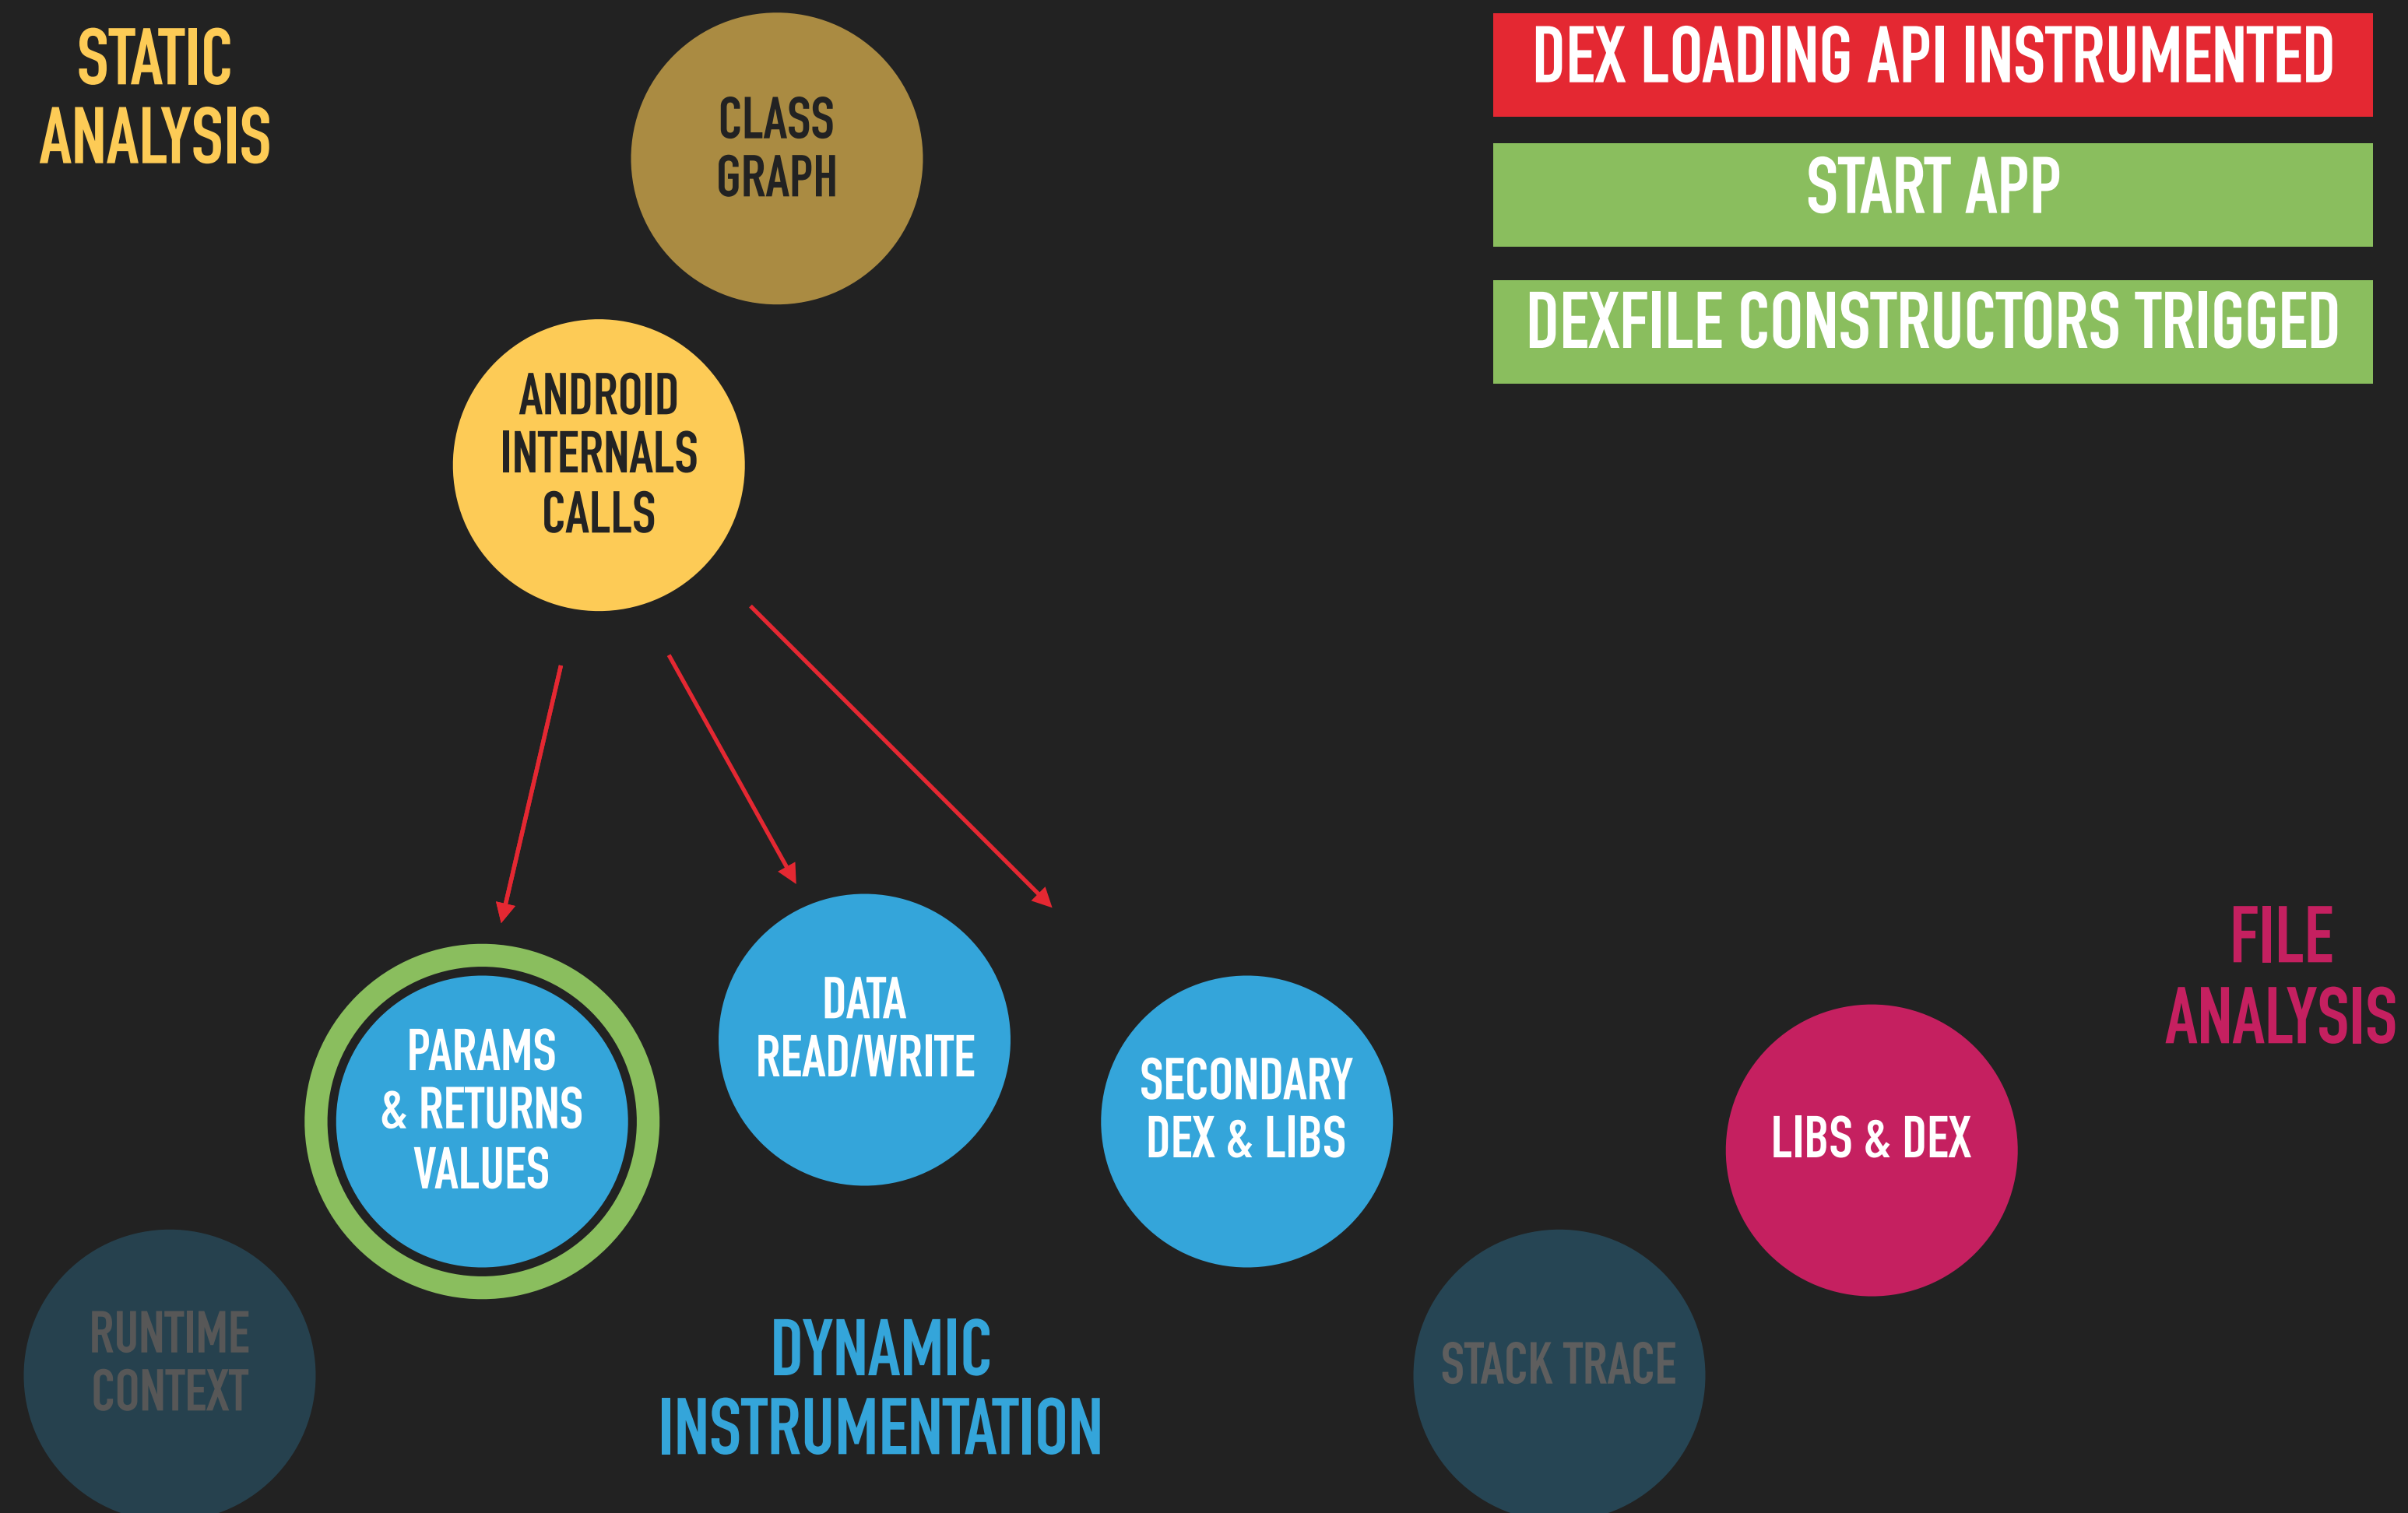 STATIC
ANALYSIS
CLASS
GRAPH
DEX LOADING API INSTRUMENTED
START APP
DEXFILE CONSTRUCTORS TRIGGED
ANDROID
INTERNALS
CALLS
PARAMS
& RETURNS
VALUES
DATA
READ/WRITE
SECONDARY
DEX & LIBS
LIBS & DEX
FILE
ANALYSIS
RUNTIME
CONTEXT
DYNAMIC
INSTRUMENTATION
STACK TRACE